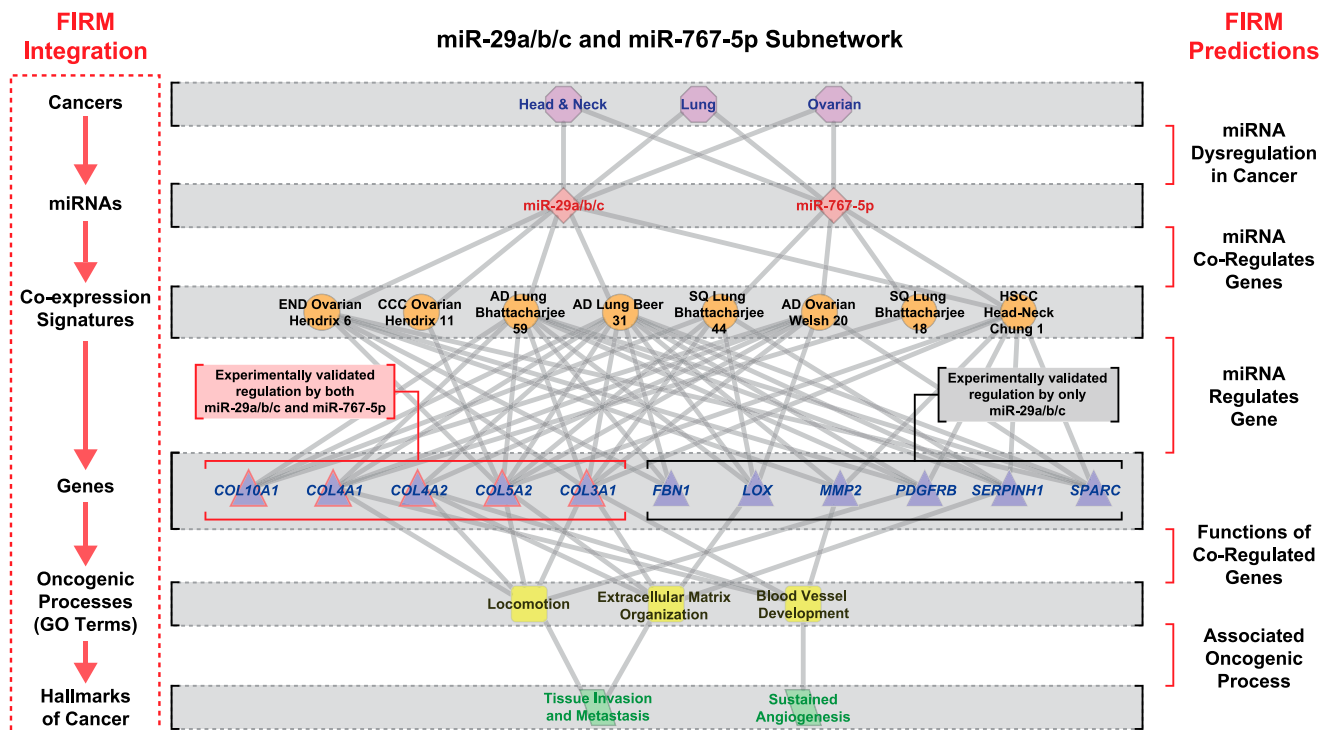 FIRM
Integration
miR-29a/b/c and miR-767-5p Subnetwork
FIRM
Predictions
Cancers
Head & Neck
Lung
Ovarian
miRNA
Dysregulation
in Cancer
miRNAs
miR-29a/b/c
miR-767-5p
miRNA
Co-Regulates
Genes
Co-expression
Signatures
END Ovarian
Hendrix 6
CCC Ovarian
Hendrix 11
AD Lung
Bhattacharjee
59
AD Lung Beer
31
SQ Lung
Bhattacharjee
44
AD Ovarian
Welsh 20
SQ Lung
Bhattacharjee
18
HSCC
Head-Neck
Chung 1
Experimentally validated
regulation by both
miR-29a/b/c and miR-767-5p
Experimentally validated
regulation by only
miR-29a/b/c
miRNA
Regulates
Gene
Genes
COL10A1
COL4A1
COL4A2
COL5A2
COL3A1
FBN1
LOX
MMP2
PDGFRB
SERPINH1
SPARC
Functions of
Co-Regulated
Genes
Oncogenic
Processes
(GO Terms)
Locomotion
Extracellular Matrix
Organization
Blood Vessel
Development
Associated
Oncogenic
Process
Hallmarks
of Cancer
Tissue Invasion
and Metastasis
Sustained
Angiogenesis